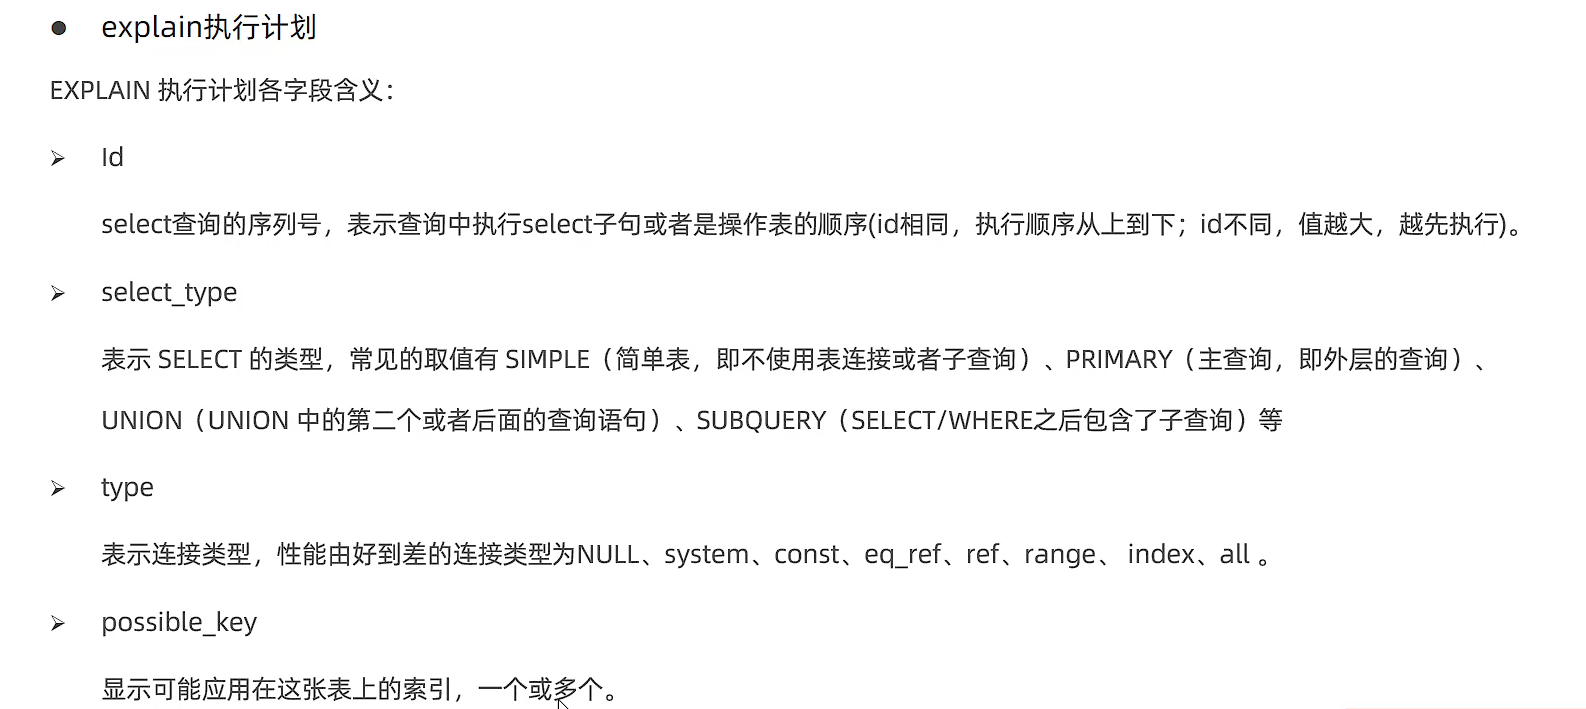 ● explain执行计划
EXPLAIN 执行计划各字段含义：
➢ Id
select查询的序列号，表示查询中执行select子句或者是操作表的顺序(id相同，执行顺序从上到下；id不同，值越大，越先执行)。
➢ select_type
表示 SELECT 的类型，常见的取值有 SIMPLE（简单表，即不使用表连接或者子查询）、PRIMARY（主查询，即外层的查询）、
UNION（UNION 中的第二个或者后面的查询语句）、SUBQUERY（SELECT/WHERE之后包含了子查询）等
➢ type
表示连接类型，性能由好到差的连接类型为NULL、system、const、eq_ref、ref、range、 index、all 。
➢ possible_key
显示可能应用在这张表上的索引，一个或多个。